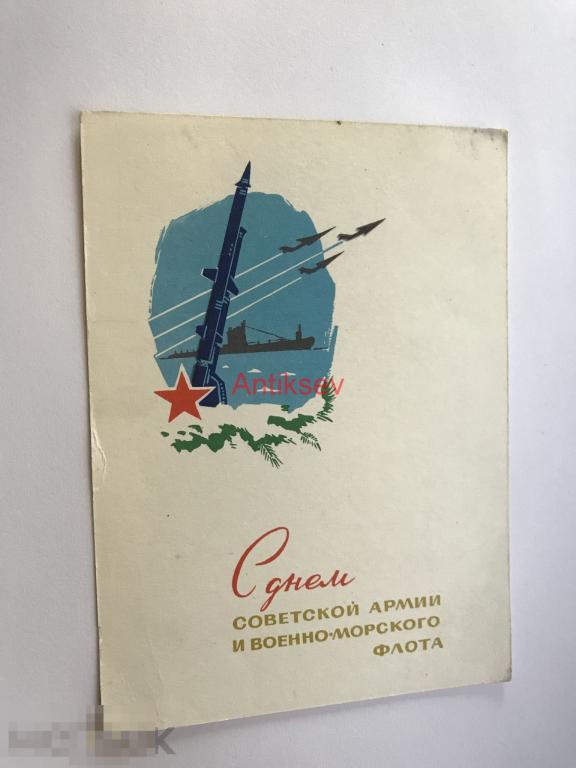 Antiksev
С днем
СОВЕТСКОЙ АРМИИ
И ВОЕННО-МОРСКОГО
ФЛОТА